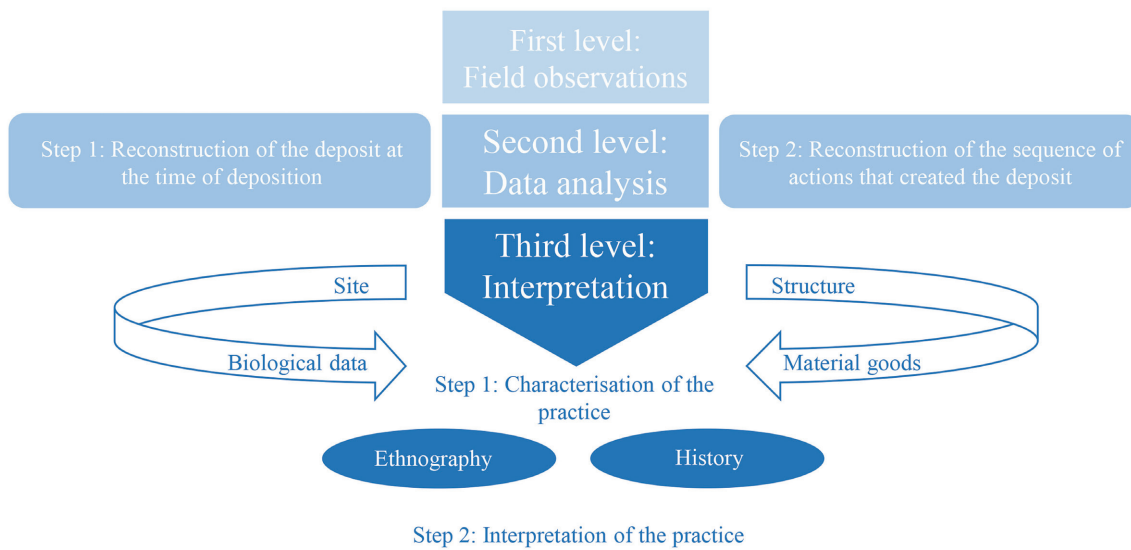 First level:
Field observations
Step 1: Reconstruction of the deposit at
the time of deposition
Second level:
Data analysis
Step 2: Reconstruction of the sequence of
actions that created the deposit
Third level:
Interpretation
Site
Structure
Biological data
Material goods
Step 1: Characterisation of the
practice
Ethnography
History
Step 2: Interpretation of the practice